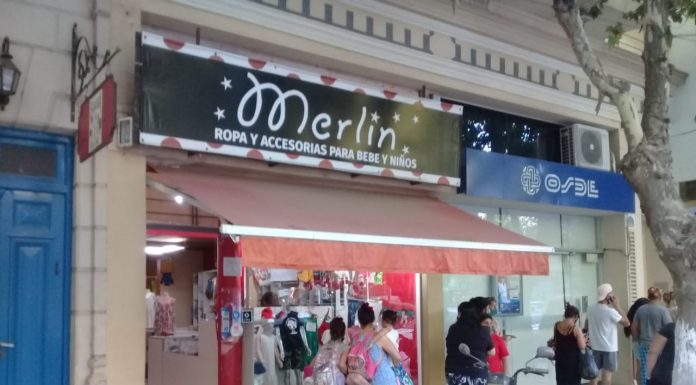 Merlin
ROPA Y ACCESORIAS PARA BEBE Y NIÑOS
OSDE